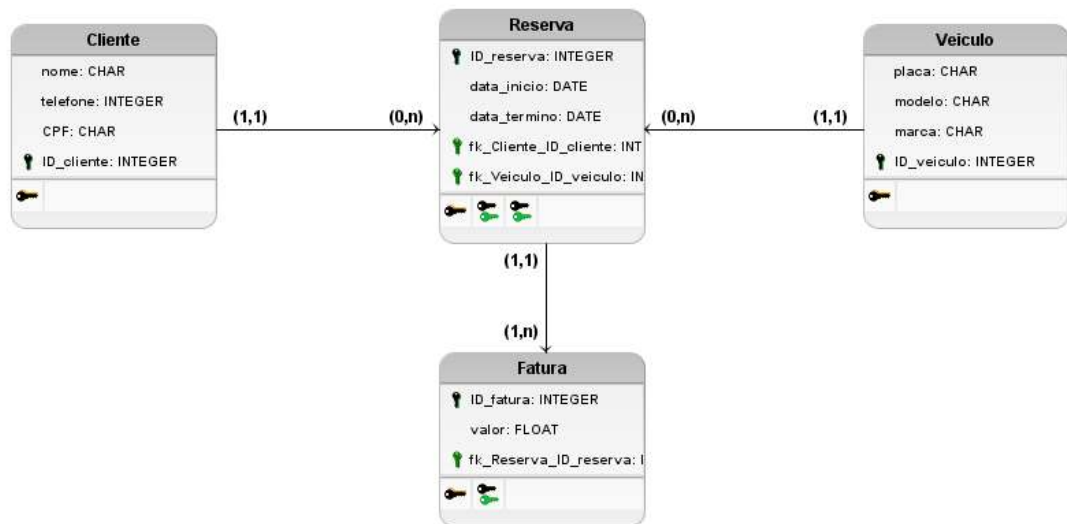 Cliente
nome: CHAR
telefone: INTEGER
CPF: CHAR
ID_cliente: INTEGER
(1,1)
(0,n)
Reserva
ID_reserva: INTEGER
data_inicio: DATE
data_termino: DATE
fk_Cliente_ID_cliente: INT
fk_Veiculo_ID_veiculo: IN
(0,n)
(1,1)
Veiculo
placa: CHAR
modelo: CHAR
marca: CHAR
ID_veiculo: INTEGER
(1,1)
(1,n)
Fatura
ID_fatura: INTEGER
valor: FLOAT
fk_Reserva_ID_reserva: I